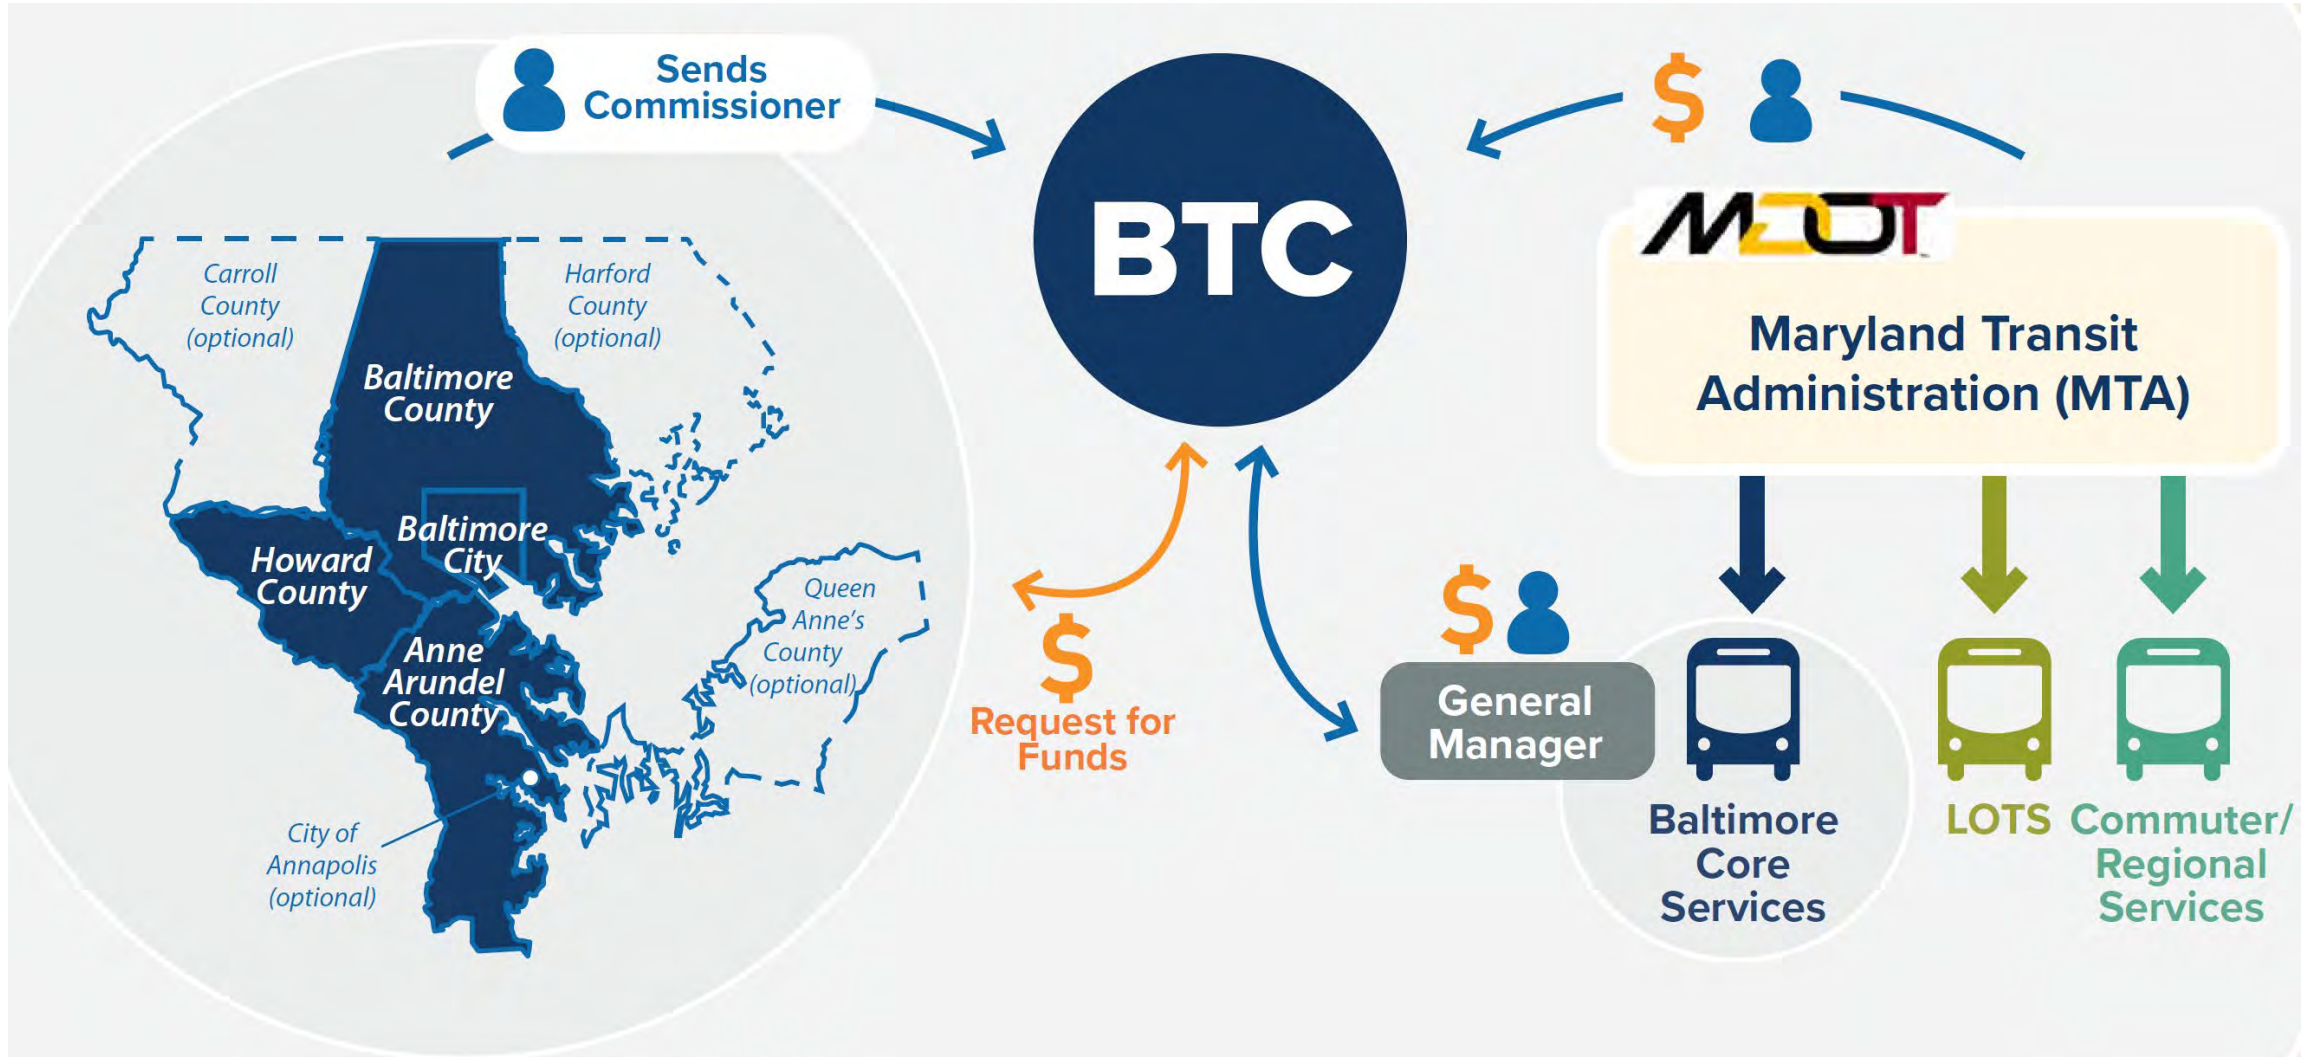 Sends
Commissioner
BTC
$
MDOT
Maryland Transit
Administration (MTA)
Carroll
County
(optional)
Harford
County
(optional)
Baltimore
County
Baltimore
City
Howard
County
Anne
Arundel
County
Queen
Anne's
County
(optional)
City of
Annapolis
(optional)
$
Request for
Funds
$
General
Manager
Baltimore
Core
Services
LOTS
Commuter/
Regional
Services